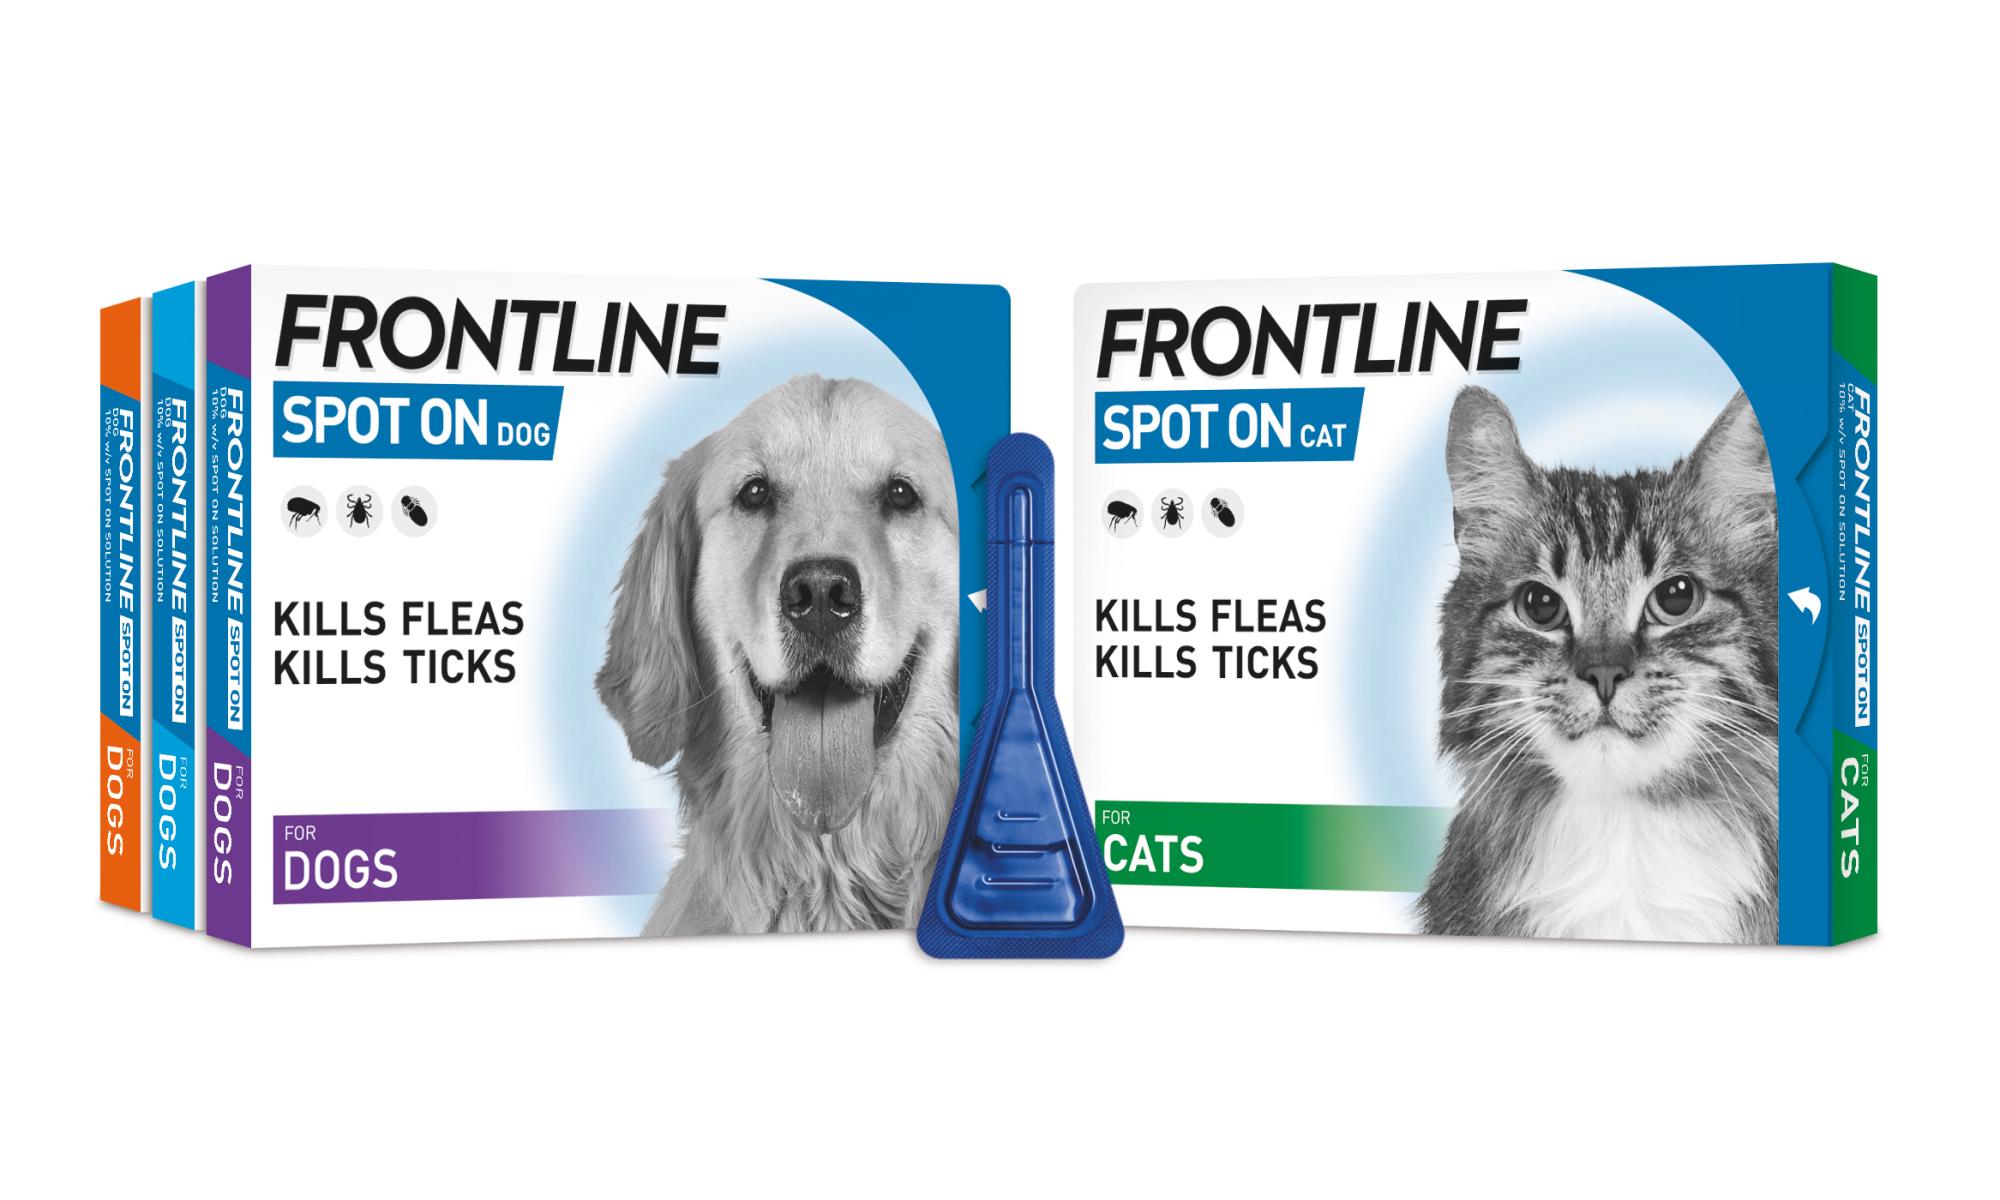 FRONTLINE SPOT ON
DOG
10% w/v SPOT ON SOLUTION
FOR
DOGS
FRONTLINE SPOT ON
DOG
10% w/v SPOT ON SOLUTION
FOR
DOGS
FRONTLINE SPOT ON
DOG
10% w/v SPOT ON SOLUTION
FOR
DOGS
FRONTLINE
SPOT ON DOG
KILLS FLEAS
KILLS TICKS
FOR
DOGS
FRONTLINE
SPOT ON CAT
KILLS FLEAS
KILLS TICKS
FOR
CATS
FRONTLINE SPOT ON
CAT
10% w/v SPOT ON SOLUTION
FOR
CATS